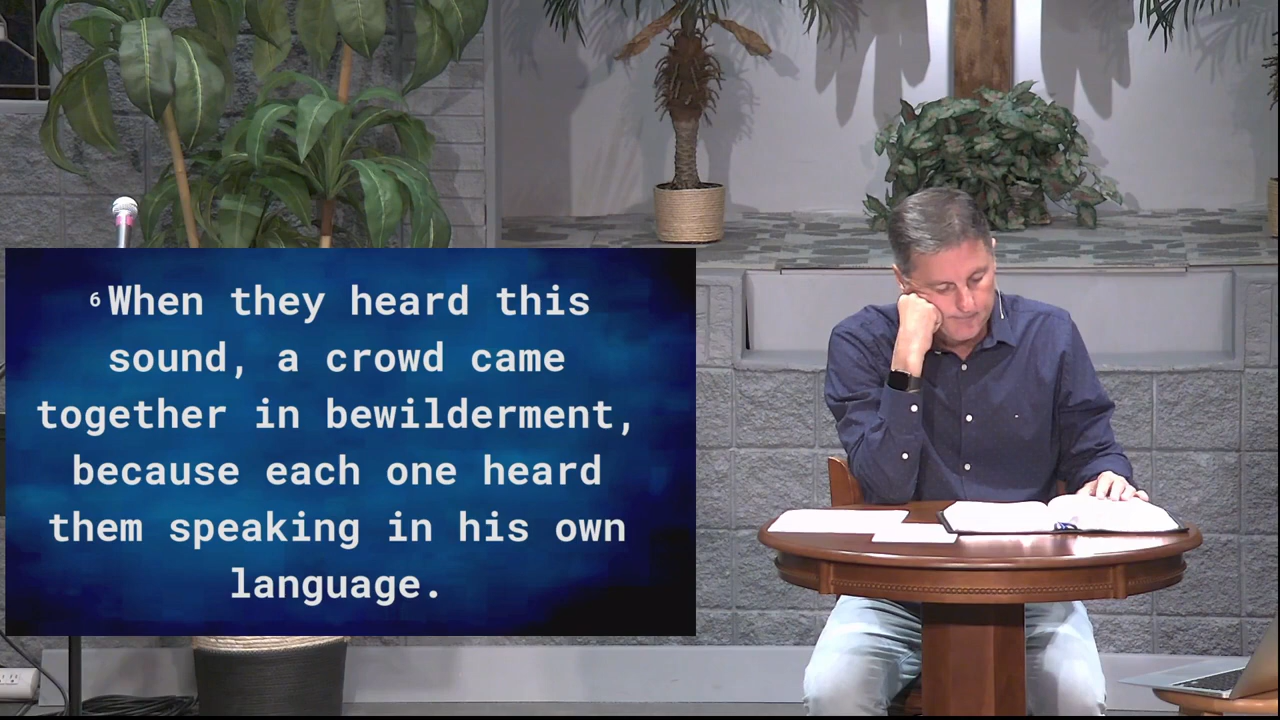 6 When they heard this
sound, a crowd came
together in bewilderment,
because each one heard
them speaking in his own
language.